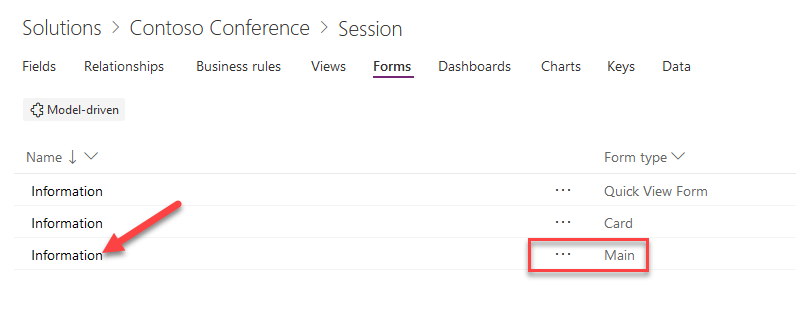 Solutions > Contoso Conference > Session
Fields Relationships Business rules Views Forms Dashboards Charts Keys Data
Model-driven
Name ↓ Form type
Information ··· Quick View Form
Information ··· Card
Information ··· Main